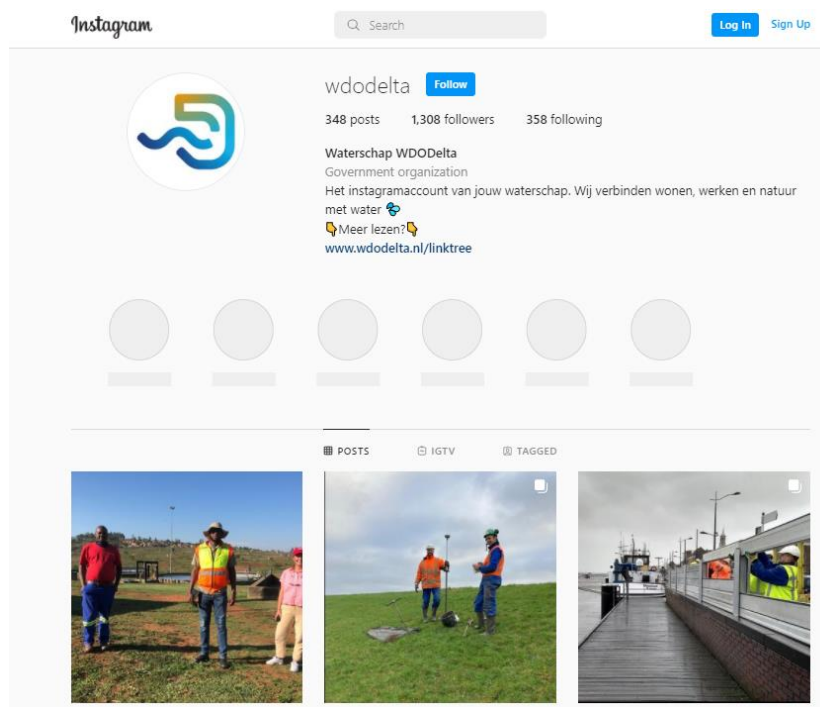 Instagram
Search
Log In
Sign Up
wdodelta
Follow
348 posts 1,308 followers 358 following
Waterschap WDODelta
Government organization
Het instagramaccount van jouw waterschap. Wij verbinden wonen, werken en natuur
met water 💦
👇Meer lezen?👇
www.wdodelta.nl/linktree
POSTS
IGTV
TAGGED